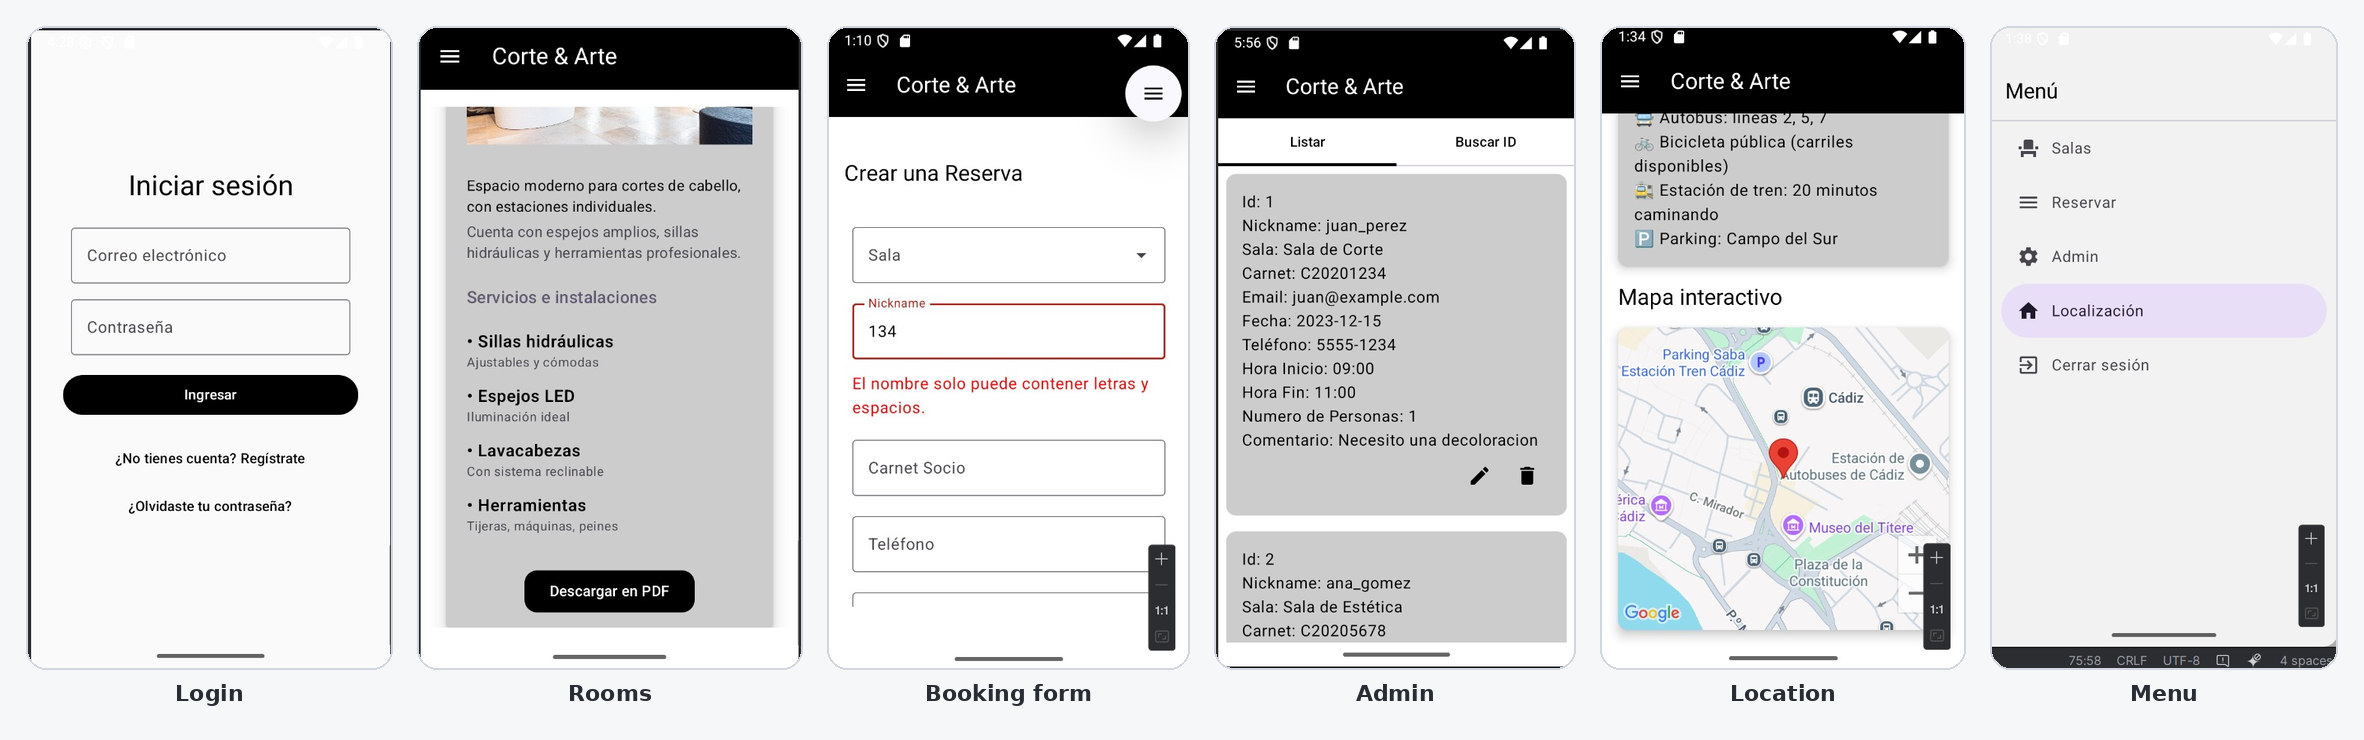 Iniciar sesión
Correo electrónico
Contraseña
Ingresar
¿No tienes cuenta? Regístrate
¿Olvidaste tu contraseña?
Login
Corte & Arte
Espacio moderno para cortes de cabello,
con estaciones individuales.
Cuenta con espejos amplios, sillas
hidráulicas y herramientas profesionales.
Servicios e instalaciones
• Sillas hidráulicas
Ajustables y cómodas
• Espejos LED
Iluminación ideal
• Lavacabezas
Con sistema reclinable
• Herramientas
Tijeras, máquinas, peines
Descargar en PDF
Rooms
1:10
Corte & Arte
Crear una Reserva
Sala
Nickname
134
El nombre solo puede contener letras y
espacios.
Carnet Socio
Teléfono
1:1
Booking form
5:56
Corte & Arte
Listar
Buscar ID
Id: 1
Nickname: juan_perez
Sala: Sala de Corte
Carnet: C20201234
Email: juan@example.com
Fecha: 2023-12-15
Teléfono: 5555-1234
Hora Inicio: 09:00
Hora Fin: 11:00
Numero de Personas: 1
Comentario: Necesito una decoloracion
Id: 2
Nickname: ana_gomez
Sala: Sala de Estética
Carnet: C20205678
Admin
1:34
Corte & Arte
Autobus: líneas 2, 5, 7
Bicicleta pública (carriles
disponibles)
Estación de tren: 20 minutos
caminando
P Parking: Campo del Sur
Mapa interactivo
Parking Saba
Estación Tren Cádiz
P
Cádiz
Estación de
Autobuses de Cádiz
C. Mirador
érica
Cádiz
Museo del Títere
Plaza de la
Constitución
Google
1:1
Location
1:38
Menú
Salas
Reservar
Admin
Localización
Cerrar sesión
1:1
75:58 CRLF UTF-8 4 spaces
Menu